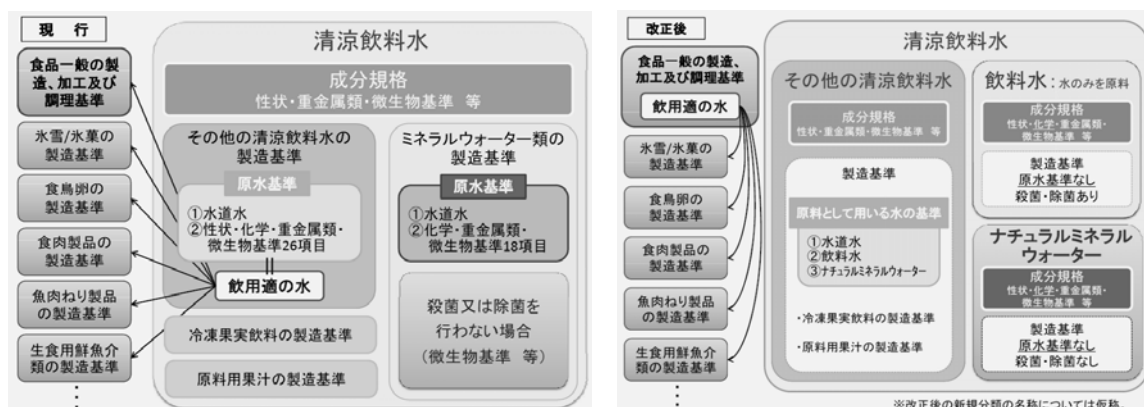 現　行
食品一般の製
造、加工及び
調理基準
氷雪/氷菓の
製造基準
食鳥卵の
製造基準
食肉製品の
製造基準
魚肉ねり製品
の製造基準
生食用鮮魚介
類の製造基準
清涼飲料水
成分規格
性状・重金属類・微生物基準　等
その他の清涼飲料水の
製造基準
原水基準
①水道水
②性状・化学・重金属類・
微生物基準26項目
飲用適の水
冷凍果実飲料の製造基準
原料用果汁の製造基準
ミネラルウォーター類の
製造基準
原水基準
①水道水
②化学・重金属類・
微生物基準18項目
殺菌又は除菌を
行わない場合
（微生物基準　等）
改正後
食品一般の製造、
加工及び調理基準
飲用適の水
氷雪/氷菓の
製造基準
食鳥卵の
製造基準
食肉製品の
製造基準
魚肉ねり製品
の製造基準
生食用鮮魚介
類の製造基準
清涼飲料水
その他の清涼飲料水
成分規格
性状・重金属類・微生物基準　等
製造基準
原料として用いる水の基準
①水道水
②飲料水
③ナチュラルミネラルウォーター
・冷凍果実飲料の製造基準
・原料用果汁の製造基準
飲料水：水のみを原料
成分規格
性状・化学・重金属類・
微生物基準　等
製造基準
原水基準なし
殺菌・除菌あり
ナチュラルミネラル
ウォーター
成分規格
性状・化学・重金属類・
微生物基準　等
製造基準
原水基準なし
殺菌・除菌なし
※改正後の新規分類の名称については仮称。